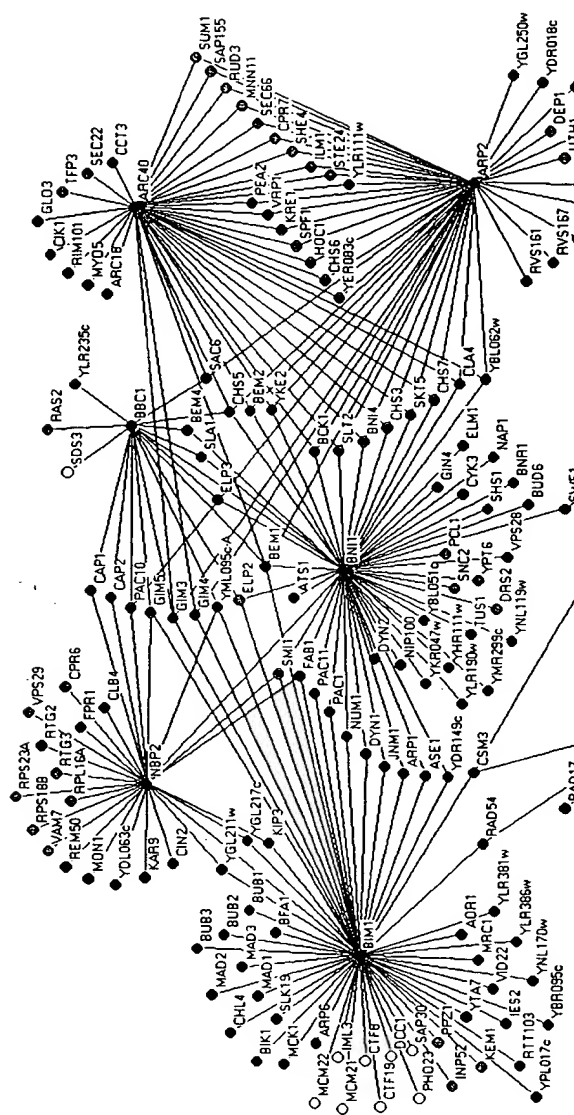 RPS23A
RPS18B
VAM7
REM50
MON1
YDL063c
KAR9
CIN2
VPS29
RTG2
RTG3
RPL16A
CPR6
FPR1
CLB4
NBP2
CAP1
CAP2
PAC10
GIM5
GIM3
GIM4
YML095c-A
ELP2
ELP3
SDS3
RAS2
YLR235c
BBC1
BEM4
SLA1
SAC6
CHS5
BEM2
YKE2
GLO3
CIK1
RIM101
MYO5
ARC18
TFP3
SEC22
CCT3
ARC40
SUM1
SAP155
RUD3
MNN11
SEC66
CPR7
SHE4
ILM1
STE24
YLR111w
PEA2
VRP1
KRE1
SPF1
HOC1
CHS6
YER083c
YGL211w
YGL217c
KIP3
SMI1
FAB1
PAC11
PAC1
NUM1
DYN1
JNM1
ARP1
ASE1
YDR149c
CSM3
BEM1
ATS1
BNI1
DYN2
NIP100
YBL051c
YKR047w
YHR111w
YLR190w
TUS1
YMR299c
PCL1
SNC2
YPT6
DRS2
YNL119w
VPS28
BCK1
SLT2
BNI4
CHS3
SKT5
CHS7
CLA4
YBL062w
GIN4
ELM1
CYK3
NAP1
SHS1
BNR1
BUD6
SWE1
ARP2
YGL250w
YDR018c
DEP1
UTH1
RVS161
RVS167
BUB3
BUB2
BUB1
MAD2
MAD3
BFA1
CHL4
MAD1
SLK19
BIK1
MCK1
ARP6
MCM22
MCM21
IML3
CTF8
CTF19
DCC1
SAP30
PHO23
PPZ1
INP52
KEM1
BIM1
RAD54
RAD17
AOR1
YLR381w
MRC1
YLR386w
VID22
YNL170w
YTA7
IES2
YBR095c
RTT103
YPL017c